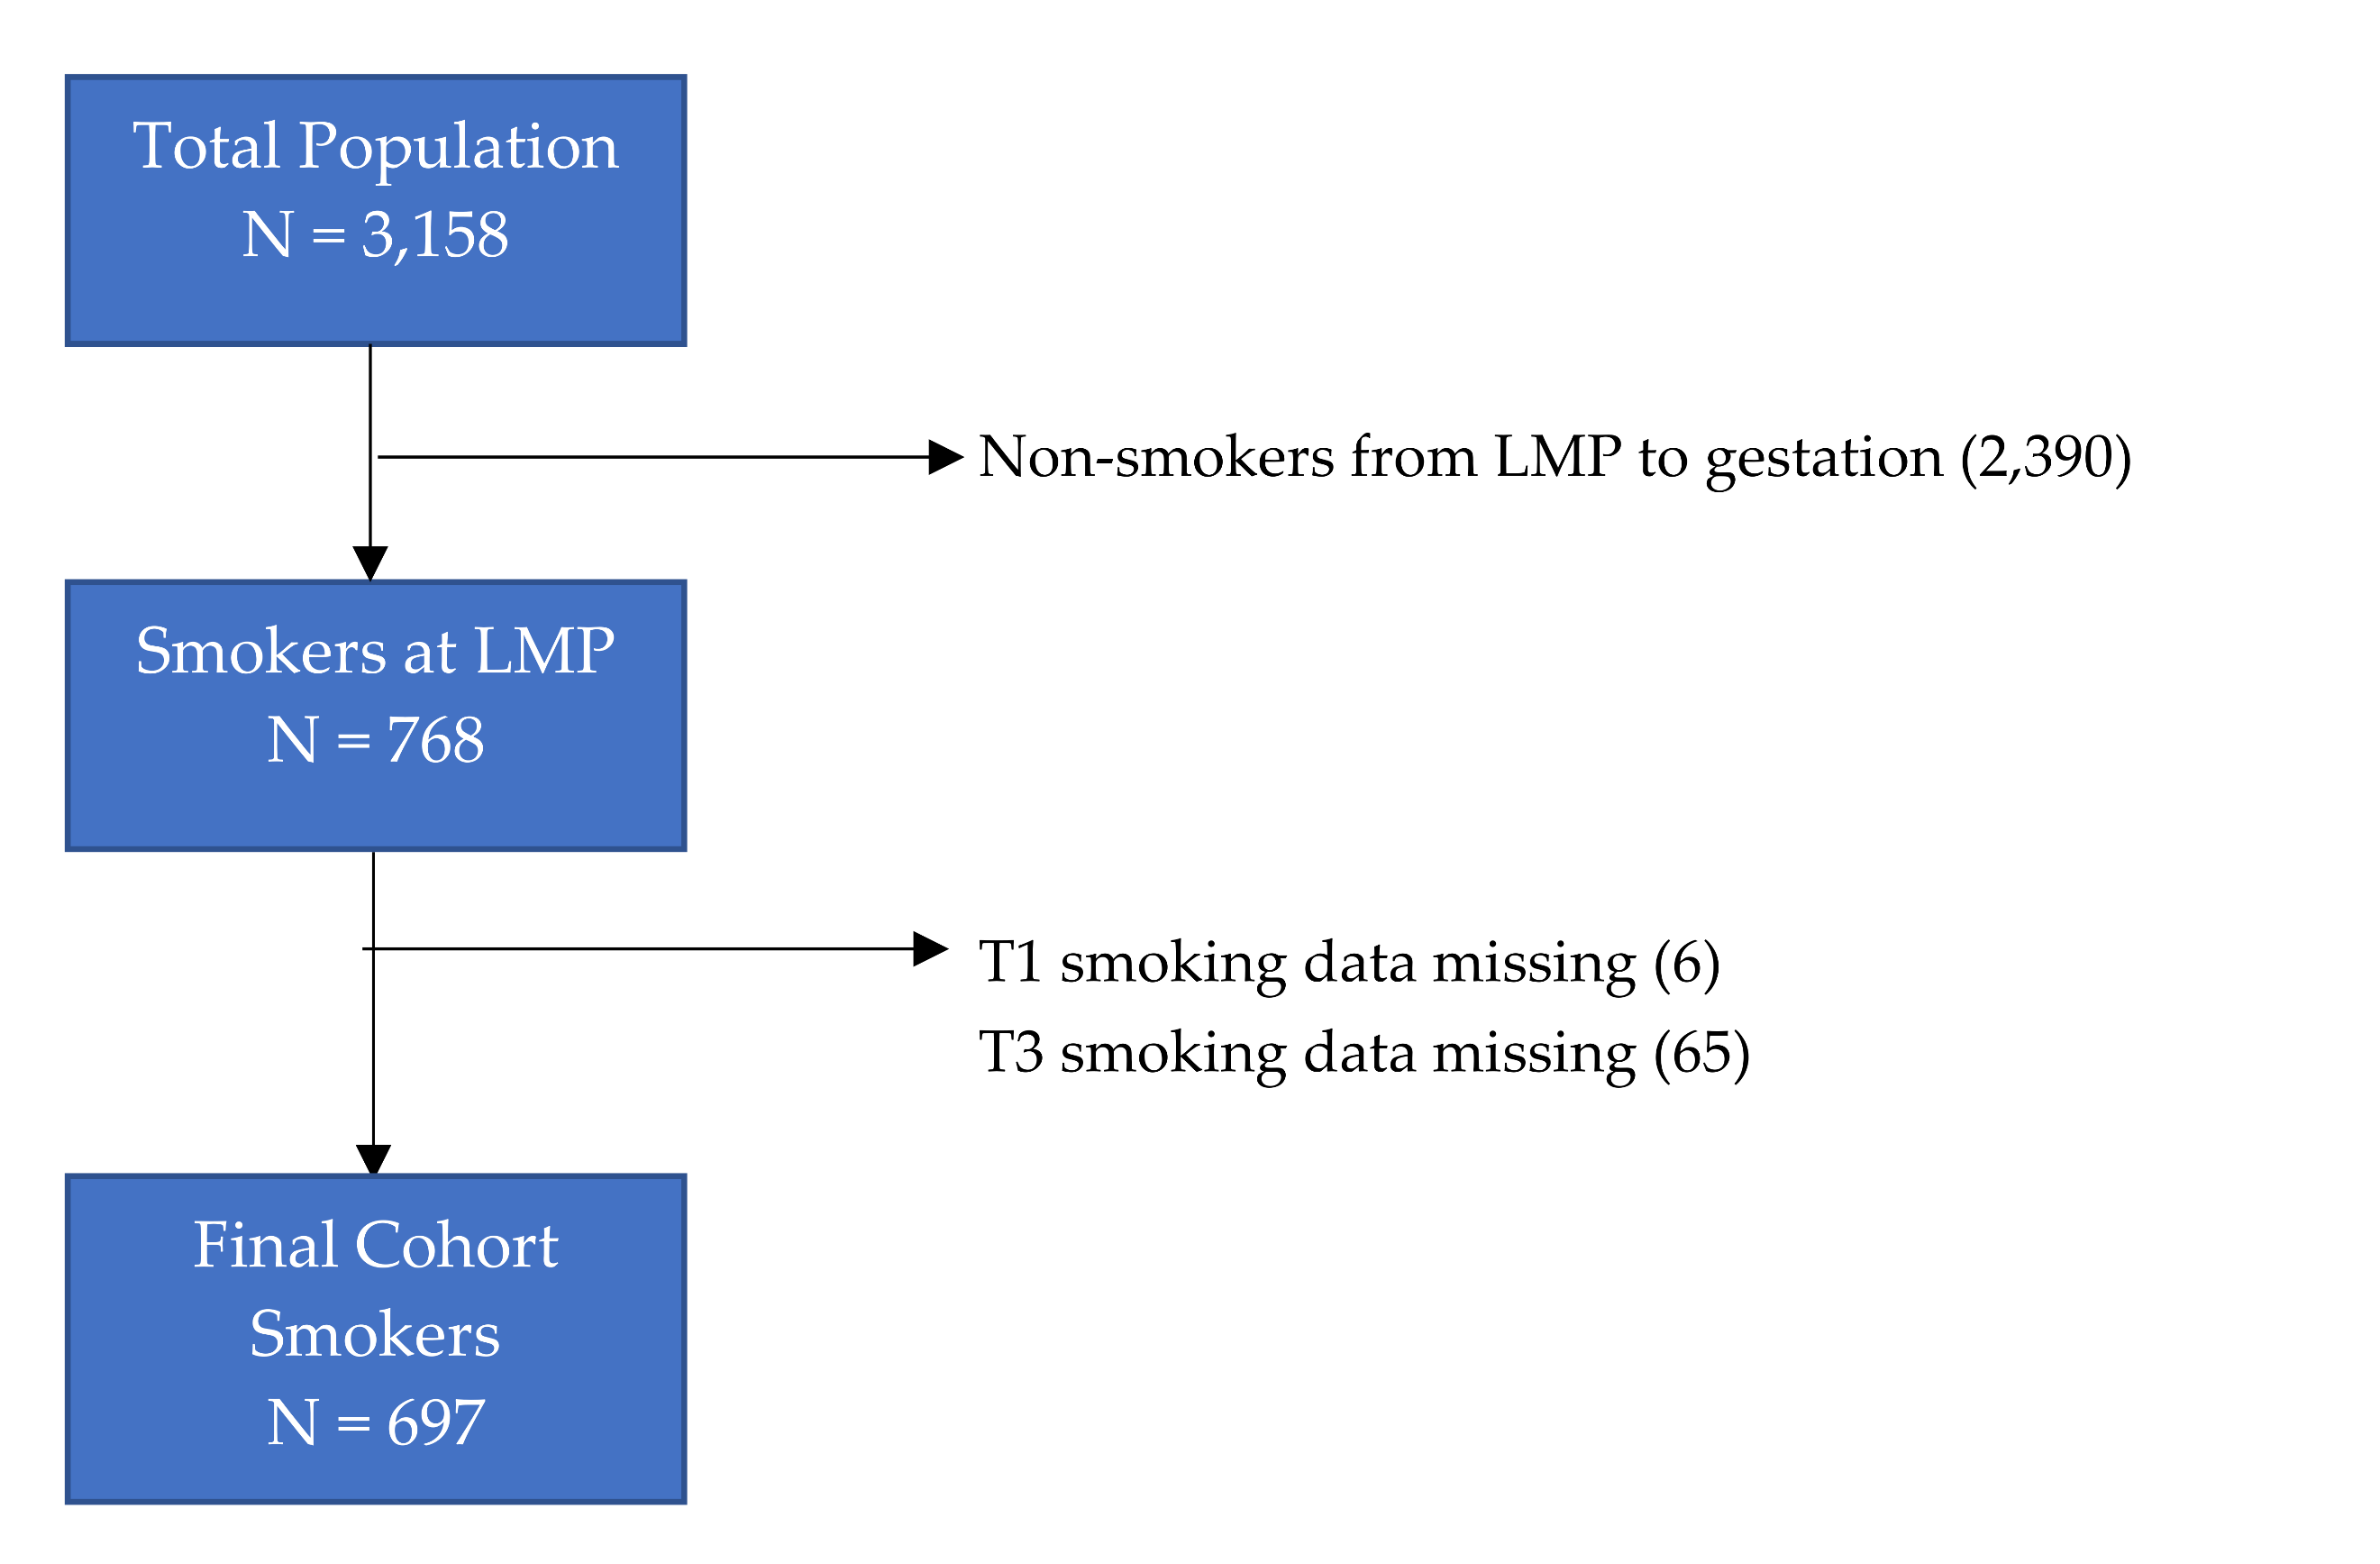 Total Population
N = 3,158
Non-smokers from LMP to gestation (2,390)
Smokers at LMP
N = 768
T1 smoking data missing (6)
T3 smoking data missing (65)
Final Cohort
Smokers
N = 697